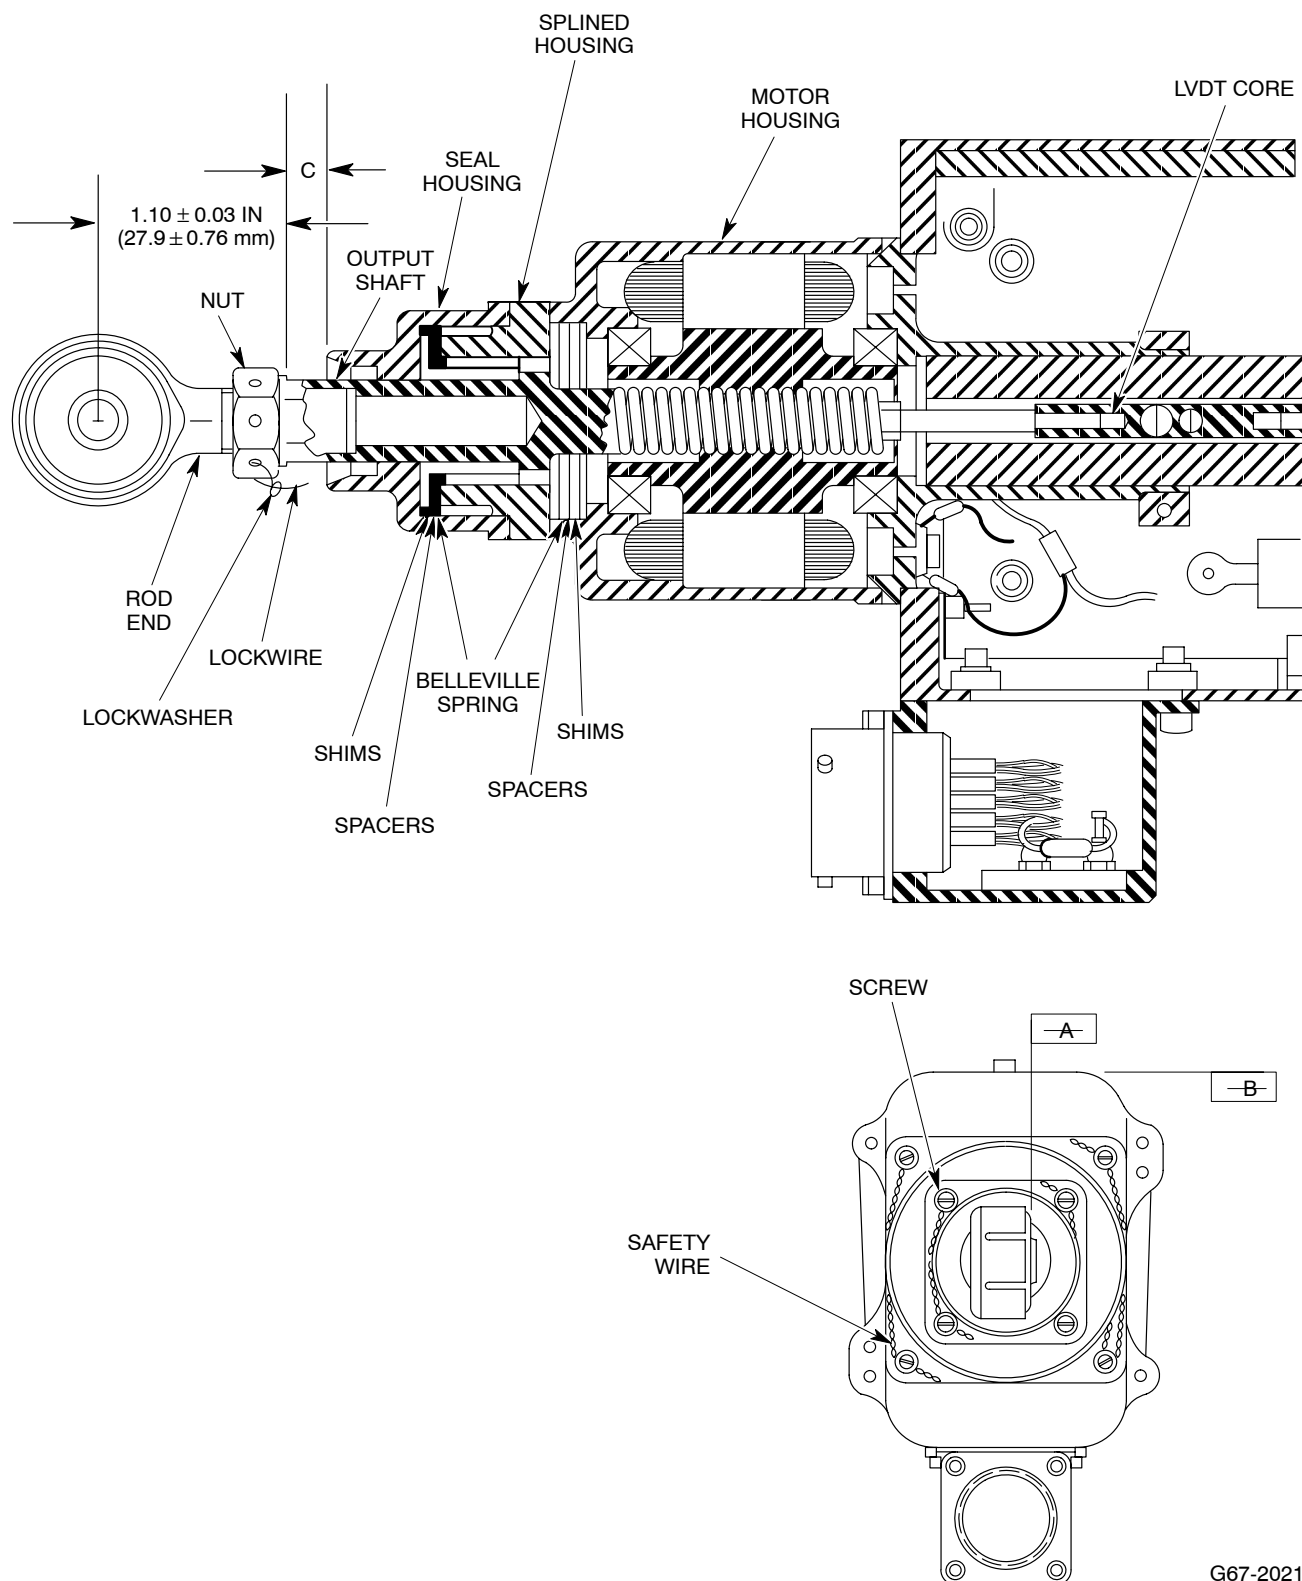 SPLINED
HOUSING
LVDT CORE
MOTOR
HOUSING
SEAL
HOUSING
C
1.10 ± 0.03 IN
(27.9 ± 0.76 mm)
OUTPUT
SHAFT
NUT
ROD
END
LOCKWIRE
LOCKWASHER
BELLEVILLE
SPRING
SHIMS
SHIMS
SPACERS
SPACERS
SCREW
A
B
SAFETY
WIRE
G67-2021